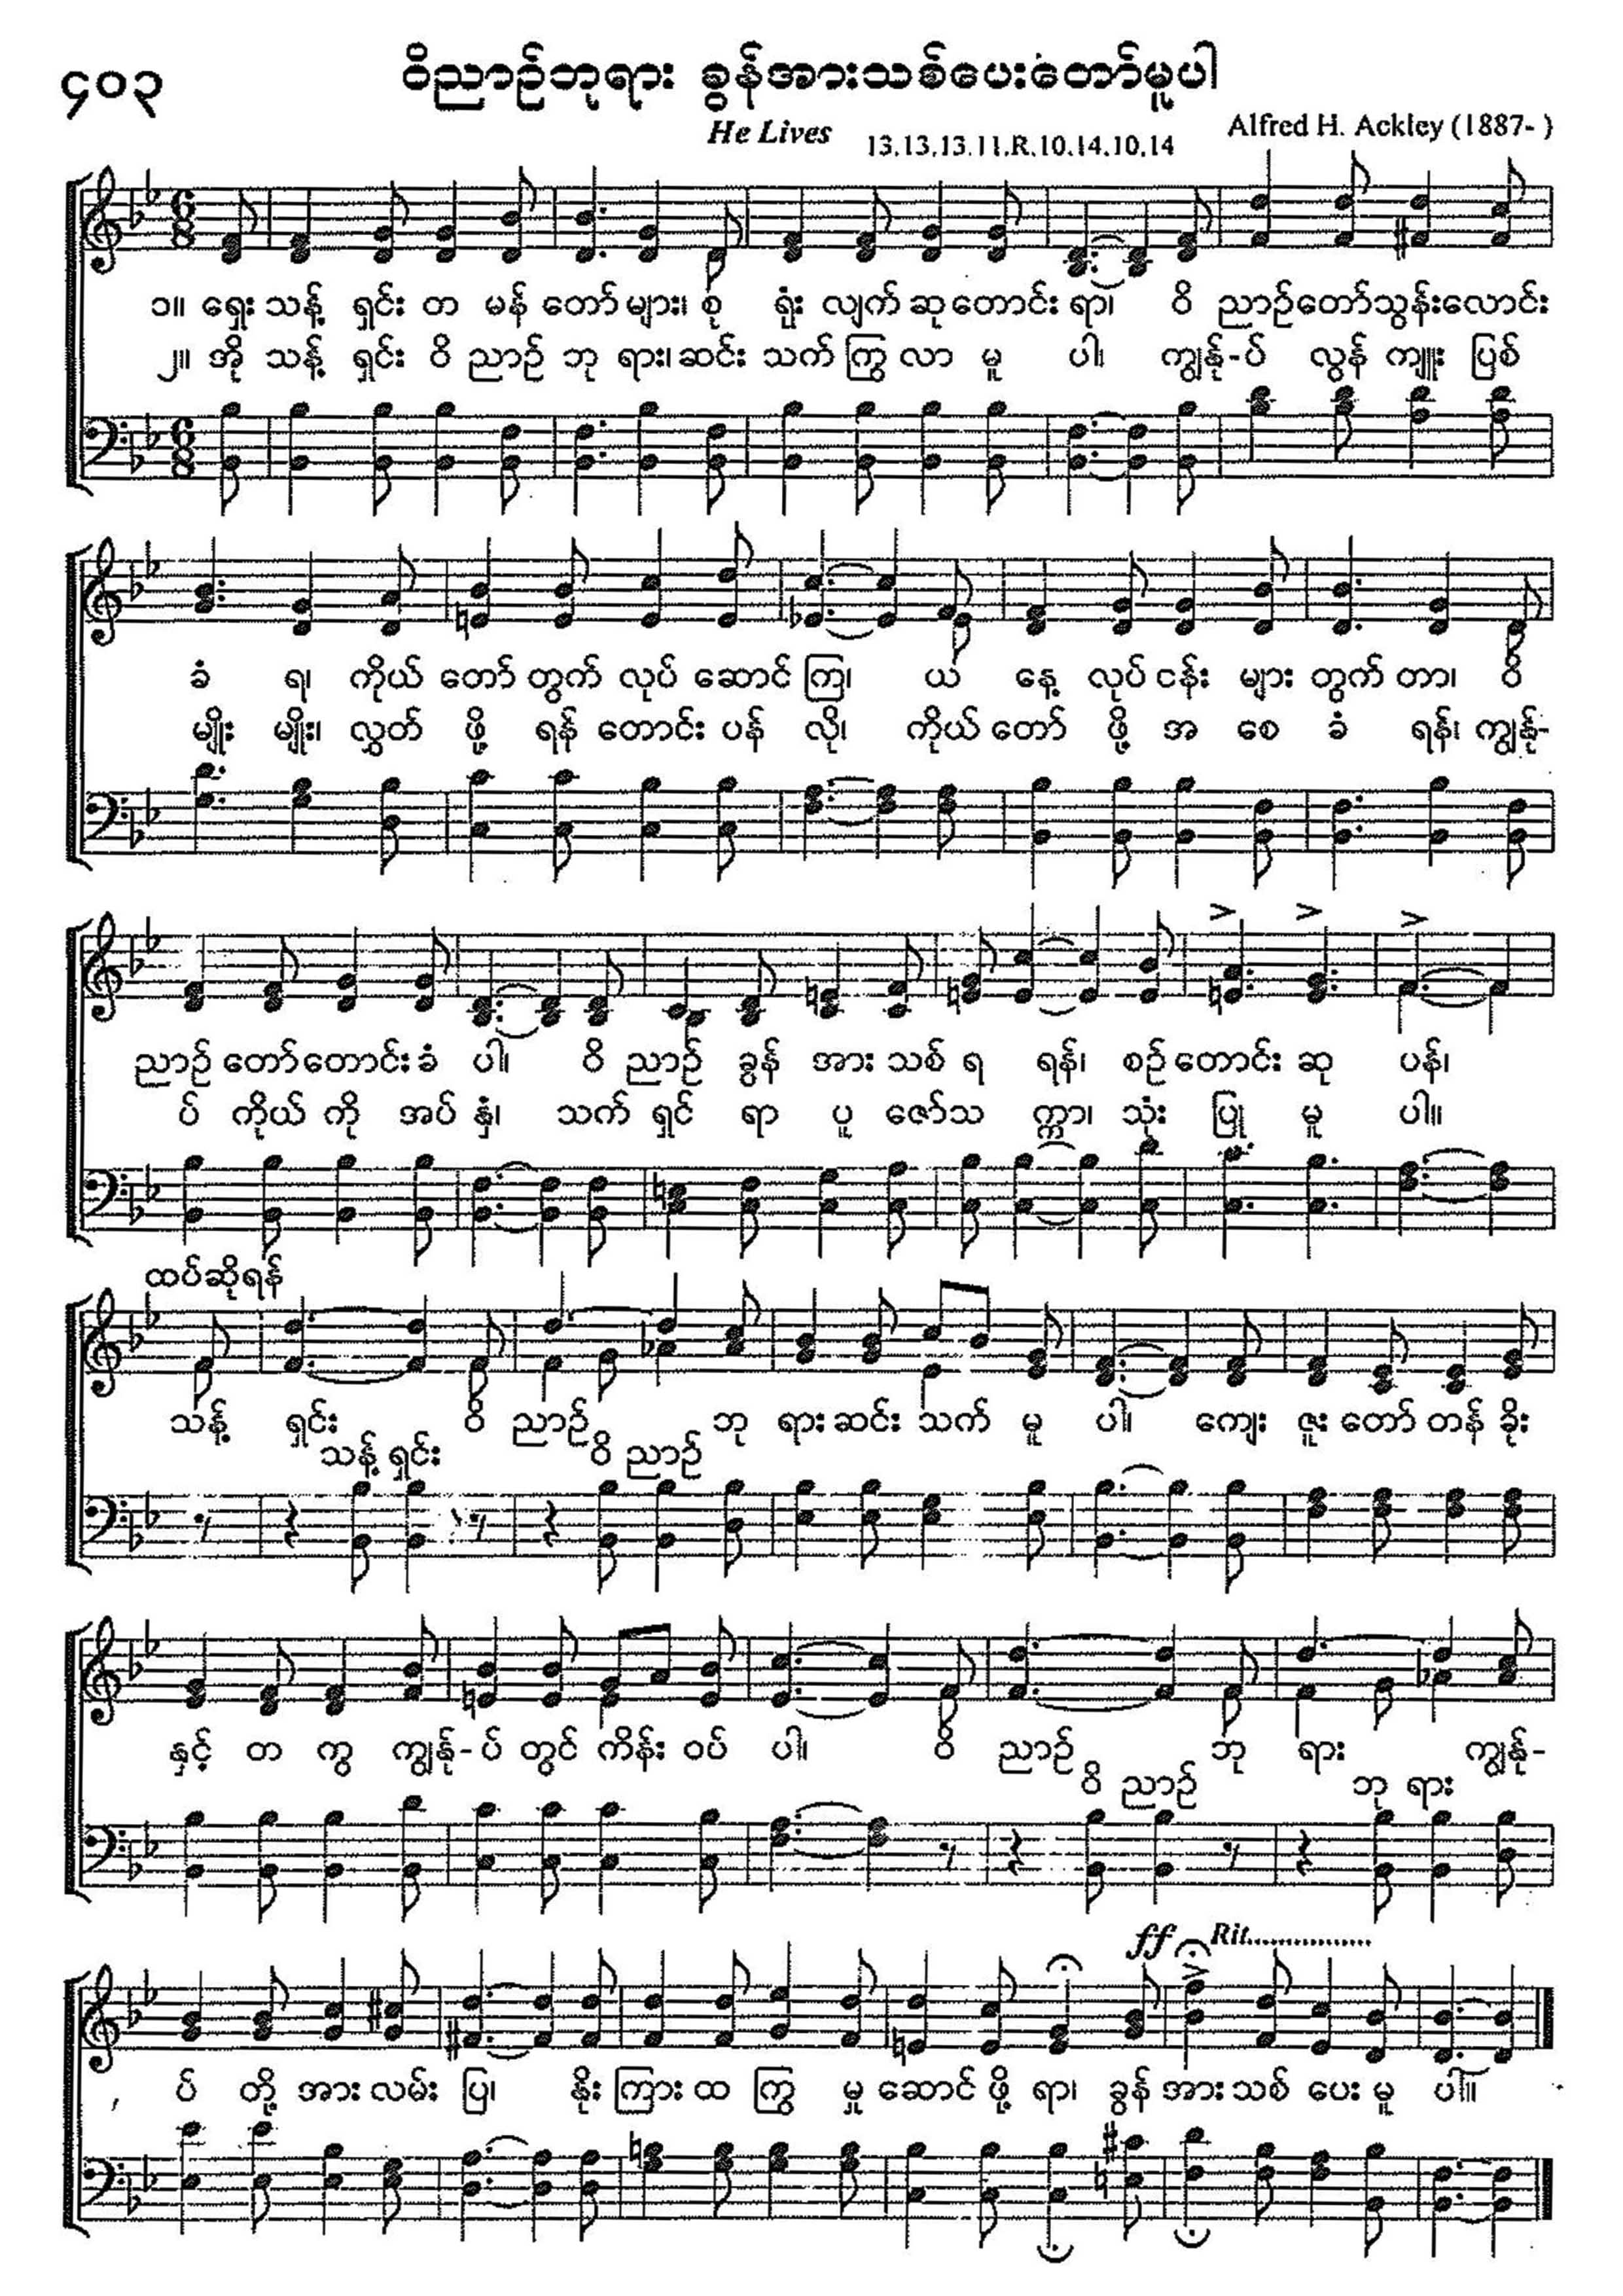 ၄၀၃
ဝိညာဉ်ဘုရား ခွန်အားသစ်ပေးတော်မူပါ
He Lives
13,13,13,11,R,10,14,10,14
Alfred H. Ackley (1887- )
၁။ ရှေး သန့် ရှင်း တ မန် တော် များ၊ စု ရုံး လျက် ဆု တောင်း ရာ၊ ဝိ ညာဉ် တော် သွန်း လောင်း
၂။ အို သန့် ရှင်း ဝိ ညာဉ် ဘု ရား၊ ဆင်း သက် ကြွ လာ မူ ပါ၊ ကျွန်ု-ပ် လွန် ကျူး ပြစ်
ခံ ရ၊ ကိုယ် တော် တွက် လုပ် ဆောင် ကြ၊ ယ နေ့ လုပ် ငန်း များ တွက် တာ၊ ဝိ
မျိုး မျိုး၊ လွှတ် ဖို့ ရန် တောင်း ပန် လို၊ ကိုယ် တော် ဖို့ အ စေ ခံ ရန်၊ ကျွန်ု-
ညာဉ် တော် တောင်း ခံ ပါ၊ ဝိ ညာဉ် ခွန် အား သစ် ရ ရန်၊ စဉ် တောင်း ဆု ပန်၊
ပ် ကိုယ် ကို အပ် နှံ၊ သက် ရှင် ရာ ပူ ဇော် သ က္ကာ၊ သုံး ပြု မူ ပါ။
ထပ်ဆိုရန်
သန့် ရှင်း ဝိ ညာဉ် ဘု ရား ဆင်း သက် မူ ပါ၊ ကျေး ဇူး တော် တန် ခိုး
သန့် ရှင်း ဝိ ညာဉ်
နှင့် တ ကွ ကျွန်ု-ပ် တွင် ကိန်း ဝပ် ပါ၊ ဝိ ညာဉ် ဘု ရား ကျွန်ု-
ဝိ ညာဉ် ဘု ရား
ff Rit................
ပ် တို့ အား လမ်း ပြ၊ နိုး ကြား ထ ကြွ မှု ဆောင် ဖို့ ရာ၊ ခွန် အား သစ် ပေး မူ ပါ။